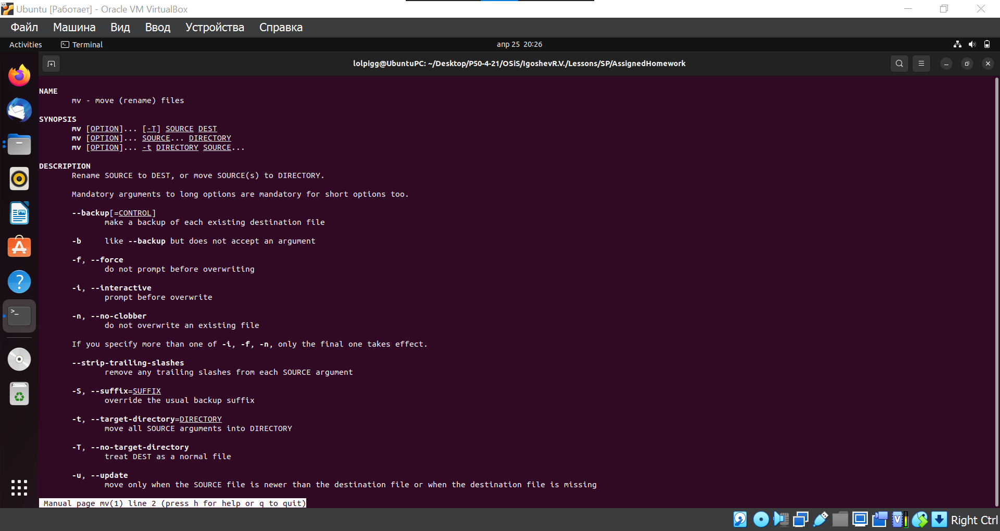 Ubuntu [Работает] - Oracle VM VirtualBox
Файл Машина Вид Ввод Устройства Справка
Activities Terminal апр 25 20:26
lolpigg@UbuntuPC: ~/Desktop/P50-4-21/OSiS/IgoshevR.V./Lessons/SP/AssignedHomework
NAME
mv - move (rename) files
SYNOPSIS
mv [OPTION]... [-T] SOURCE DEST
mv [OPTION]... SOURCE... DIRECTORY
mv [OPTION]... -t DIRECTORY SOURCE...
DESCRIPTION
Rename SOURCE to DEST, or move SOURCE(s) to DIRECTORY.
Mandatory arguments to long options are mandatory for short options too.
--backup[=CONTROL]
make a backup of each existing destination file
-b like --backup but does not accept an argument
-f, --force
do not prompt before overwriting
-i, --interactive
prompt before overwrite
-n, --no-clobber
do not overwrite an existing file
If you specify more than one of -i, -f, -n, only the final one takes effect.
--strip-trailing-slashes
remove any trailing slashes from each SOURCE argument
-S, --suffix=SUFFIX
override the usual backup suffix
-t, --target-directory=DIRECTORY
move all SOURCE arguments into DIRECTORY
-T, --no-target-directory
treat DEST as a normal file
-u, --update
move only when the SOURCE file is newer than the destination file or when the destination file is missing
Manual page mv(1) line 2 (press h for help or q to quit)
Right Ctrl